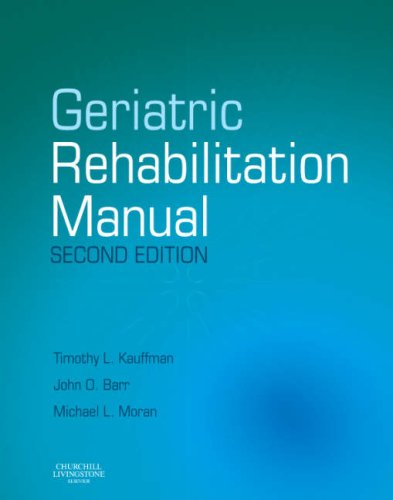 Geriatric
Rehabilitation
Manual
SECOND EDITION
Timothy L. Kauffman
John O. Barr
Michael L. Moran
CHURCHILL
LIVINGSTONE
ELSEVIER